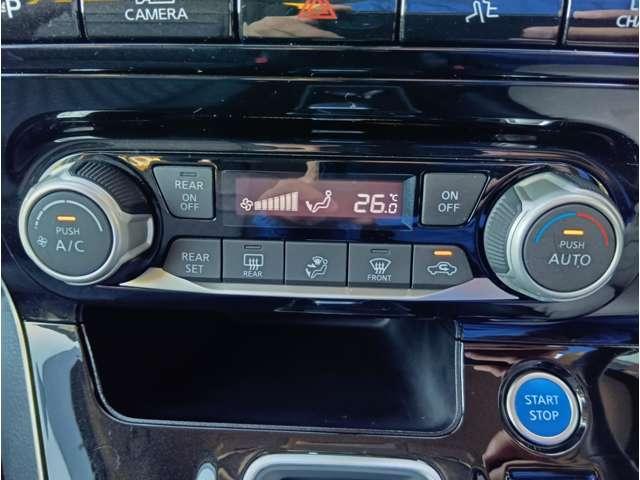 P
CAMERA
REAR
ON
OFF
26.0
°C
ON
OFF
PUSH
A/C
PUSH
AUTO
REAR
SET
REAR
FRONT
START
STOP